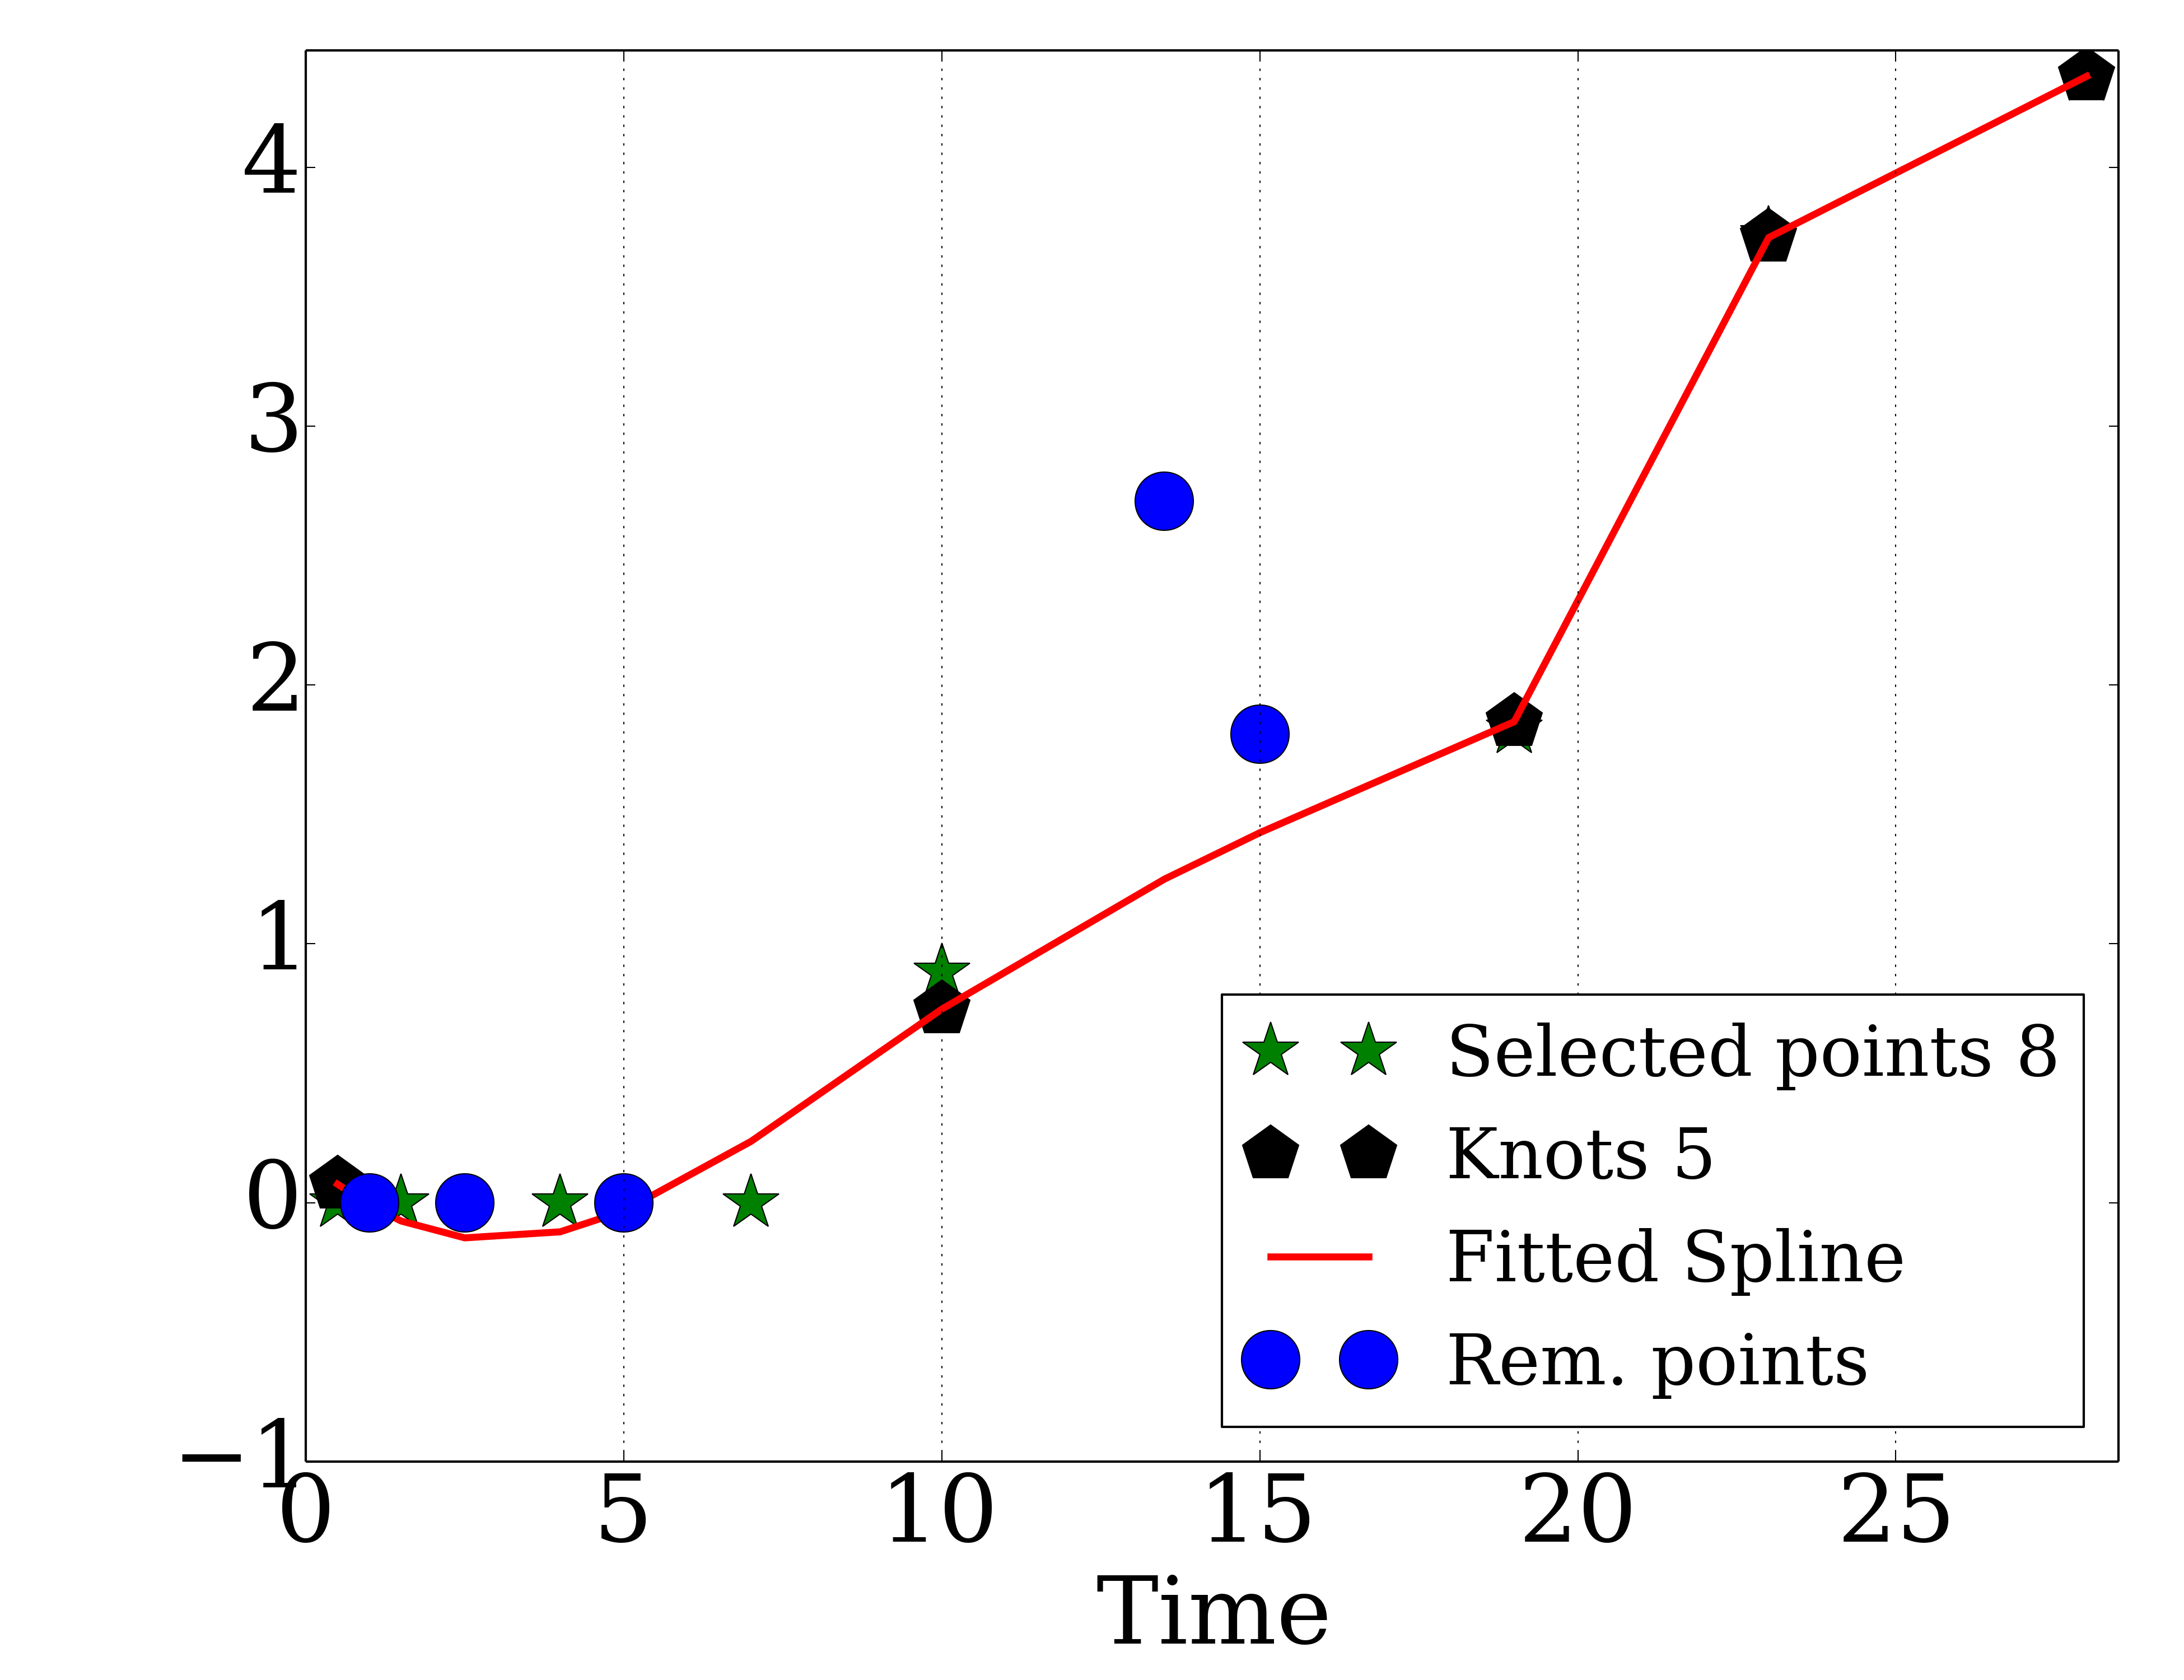 4
3
2
1
0
−1
0 5 10 15 20 25
Time
Selected points 8
Knots 5
Fitted Spline
Rem. points